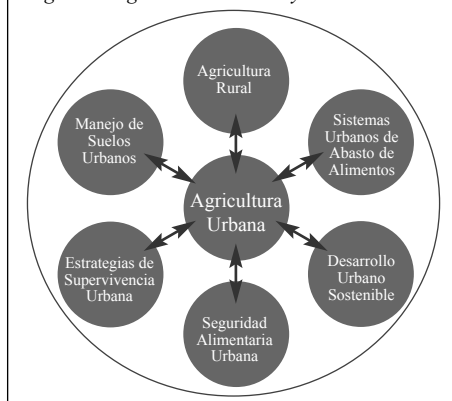 Agricultura
Rural
Manejo de
Suelos
Urbanos
Sistemas
Urbanos de
Abasto de
Alimentos
Agricultura
Urbana
Estrategias de
Supervivencia
Urbana
Desarrollo
Urbano
Sostenible
Seguridad
Alimentaria
Urbana